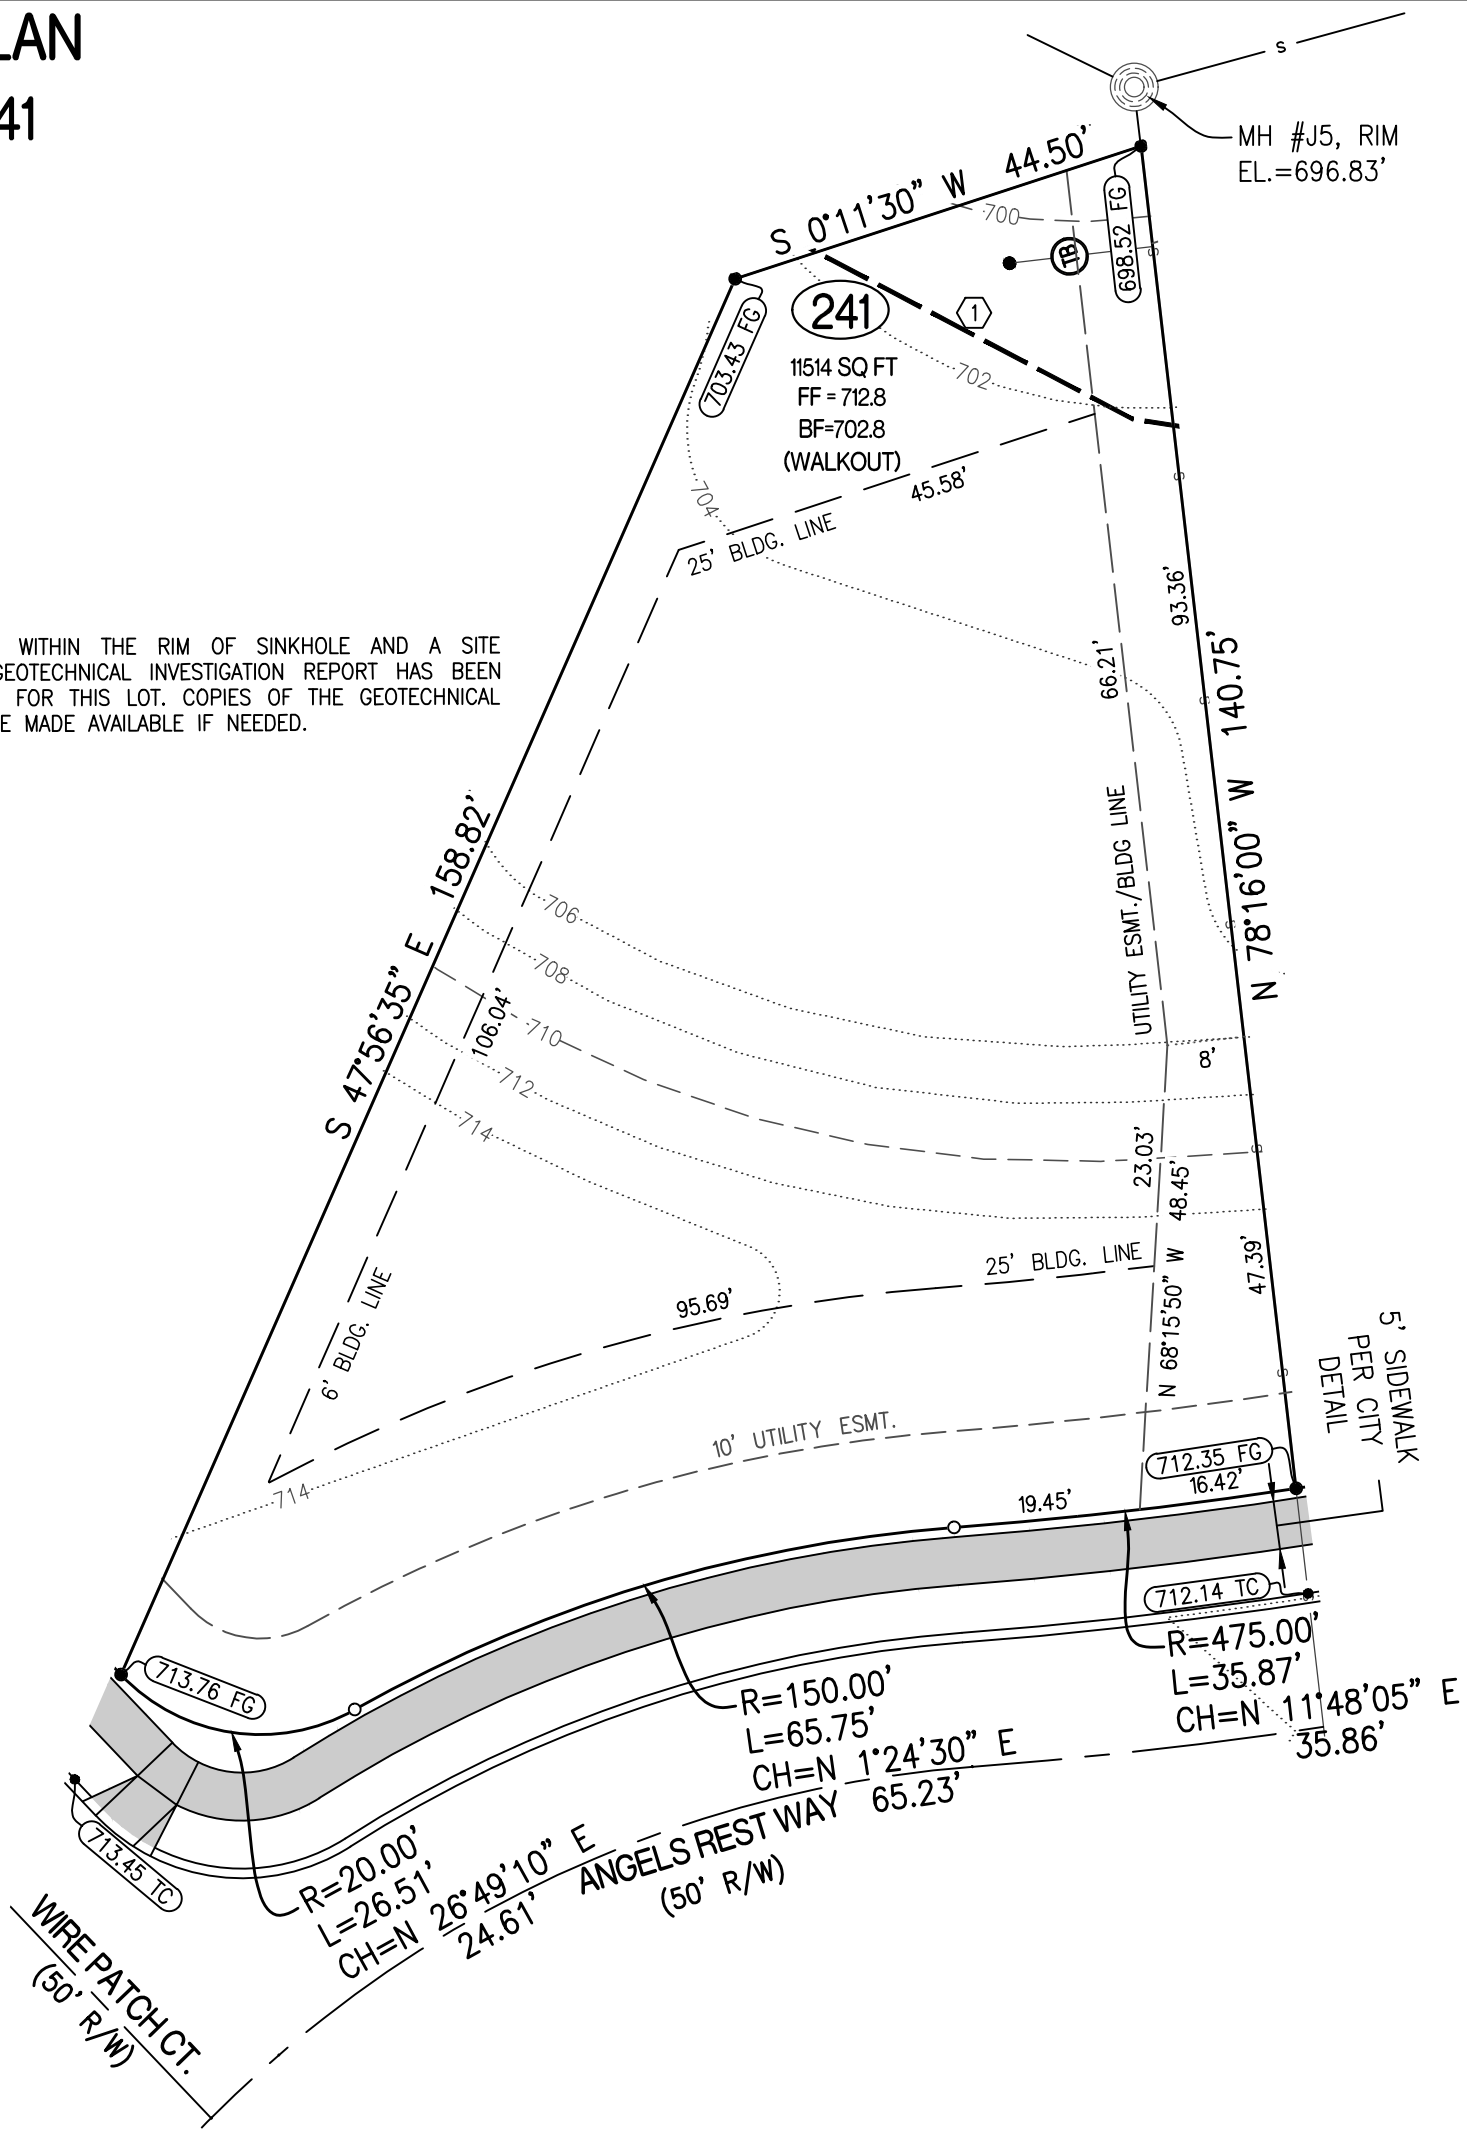 LAN
41
S
MH #J5, RIM
EL.=696.83'
S 0°11'30" W 44.50'
700
698.52 FG
TB
S
703.43 FG
241
1
11514 SQ FT
FF = 712.8
BF=702.8
(WALKOUT)
702
704
45.58'
25' BLDG. LINE
S
93.36'
66.21'
140.75'
N 78°16'00" W
S
WITHIN THE RIM OF SINKHOLE AND A SITE
GEOTECHNICAL INVESTIGATION REPORT HAS BEEN
FOR THIS LOT. COPIES OF THE GEOTECHNICAL
E MADE AVAILABLE IF NEEDED.
S 47°56'35" E 158.82'
UTILITY ESMT./BLDG LINE
S
706
708
106.04'
710
712
714
8'
23.03'
48.45'
S
N 68°15'50" W
47.39'
25' BLDG. LINE
95.69'
6' BLDG. LINE
5' SIDEWALK
PER CITY
DETAIL
S
10' UTILITY ESMT.
714
712.35 FG
16.42'
19.45'
712.14 TC
S
R=475.00'
L=35.87'
CH=N 11°48'05" E
35.86'
713.76 FG
R=150.00'
L=65.75'
CH=N 1°24'30" E
65.23'
713.45 TC
R=20.00'
L=26.51'
CH=N 26°49'10" E
24.61'
ANGELS REST WAY
(50' R/W)
WIRE PATCH CT.
(50' R/W)